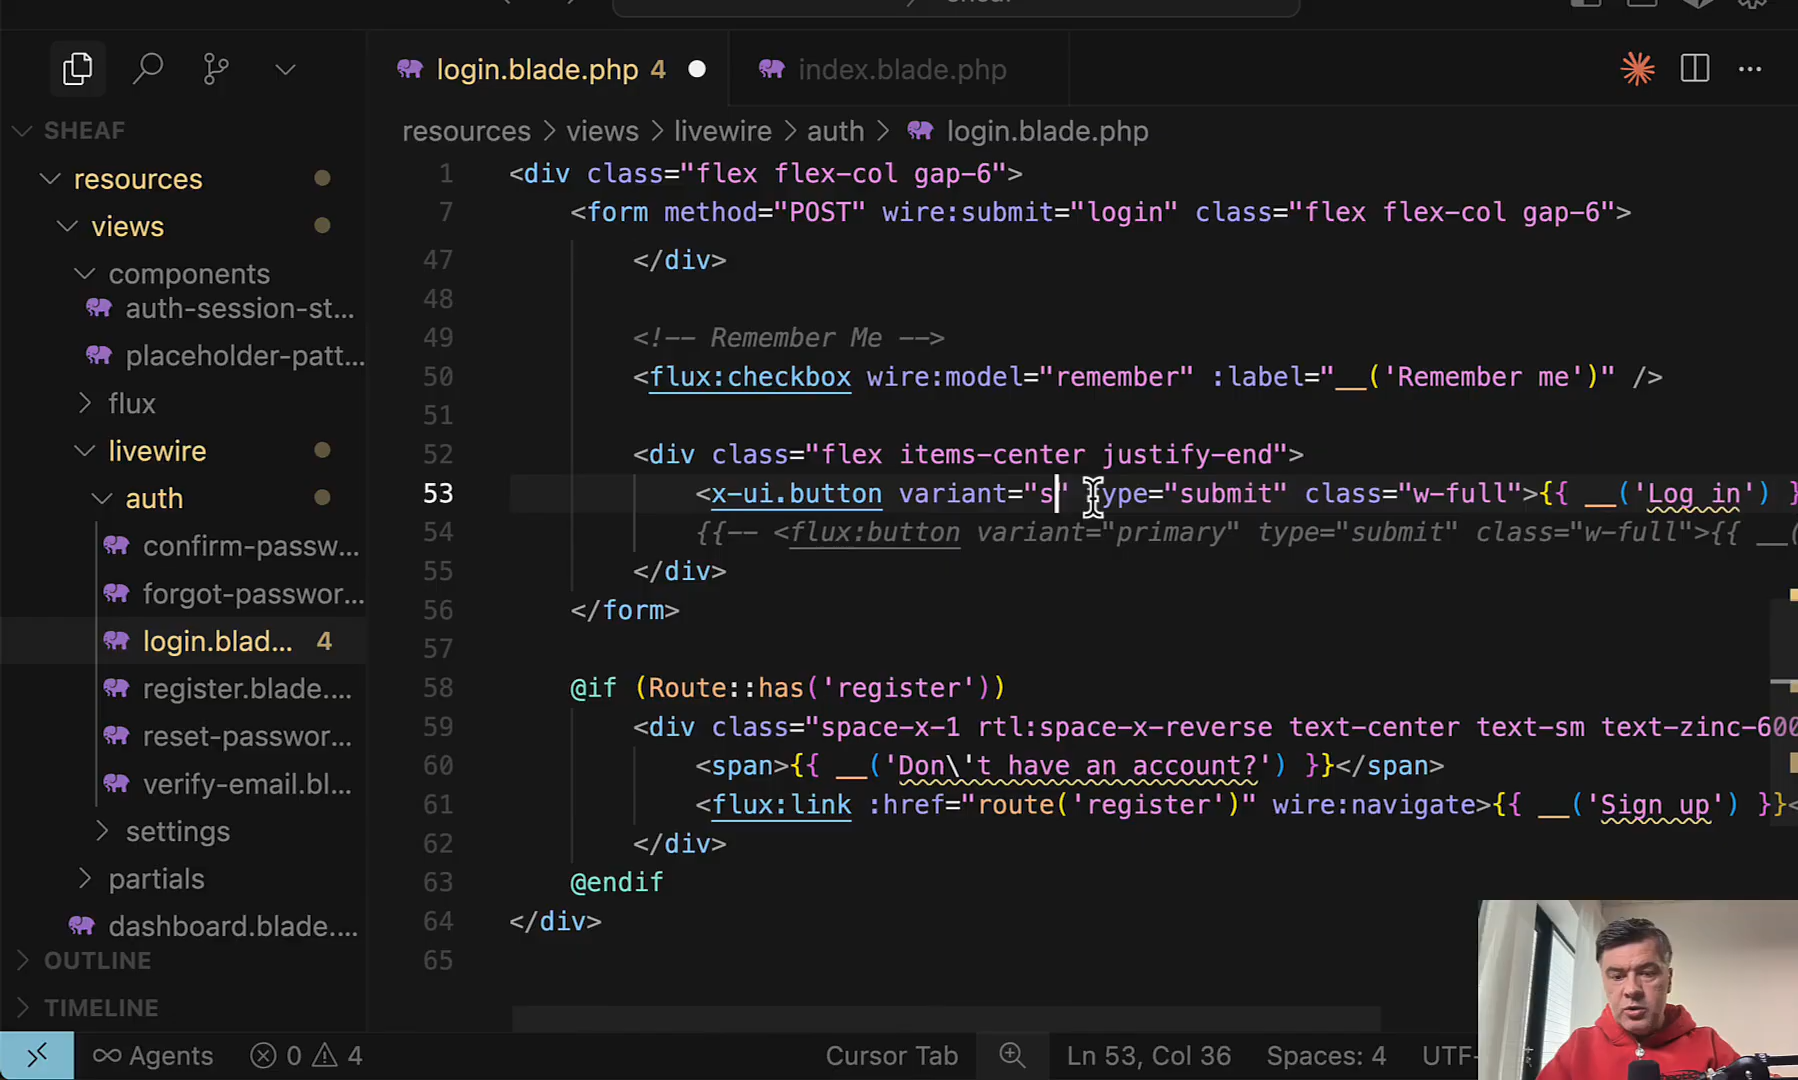 sheaf
login.blade.php 4
index.blade.php
SHEAF
resources > views > livewire > auth > login.blade.php
resources
views
components
auth-session-st...
placeholder-patt...
flux
livewire
auth
confirm-passw...
forgot-passwor...
login.blad... 4
register.blade....
reset-passwor...
verify-email.bl...
settings
partials
dashboard.blade....
OUTLINE
TIMELINE
1 <div class="flex flex-col gap-6">
7 <form method="POST" wire:submit="login" class="flex flex-col gap-6">
47 </div>
48
49 <!-- Remember Me -->
50 <flux:checkbox wire:model="remember" :label="__('Remember me')" />
51
52 <div class="flex items-center justify-end">
53 <x-ui.button variant="s" type="submit" class="w-full">{{ __('Log in') }
54 {{-- <flux:button variant="primary" type="submit" class="w-full">{{ __(
55 </div>
56 </form>
57
58 @if (Route::has('register'))
59 <div class="space-x-1 rtl:space-x-reverse text-center text-sm text-zinc-600
60 <span>{{ __('Don\'t have an account?') }}</span>
61 <flux:link :href="route('register')" wire:navigate>{{ __('Sign up') }}<
62 </div>
63 @endif
64 </div>
65
Agents
0 4
Cursor Tab
Ln 53, Col 36
Spaces: 4
UTF-